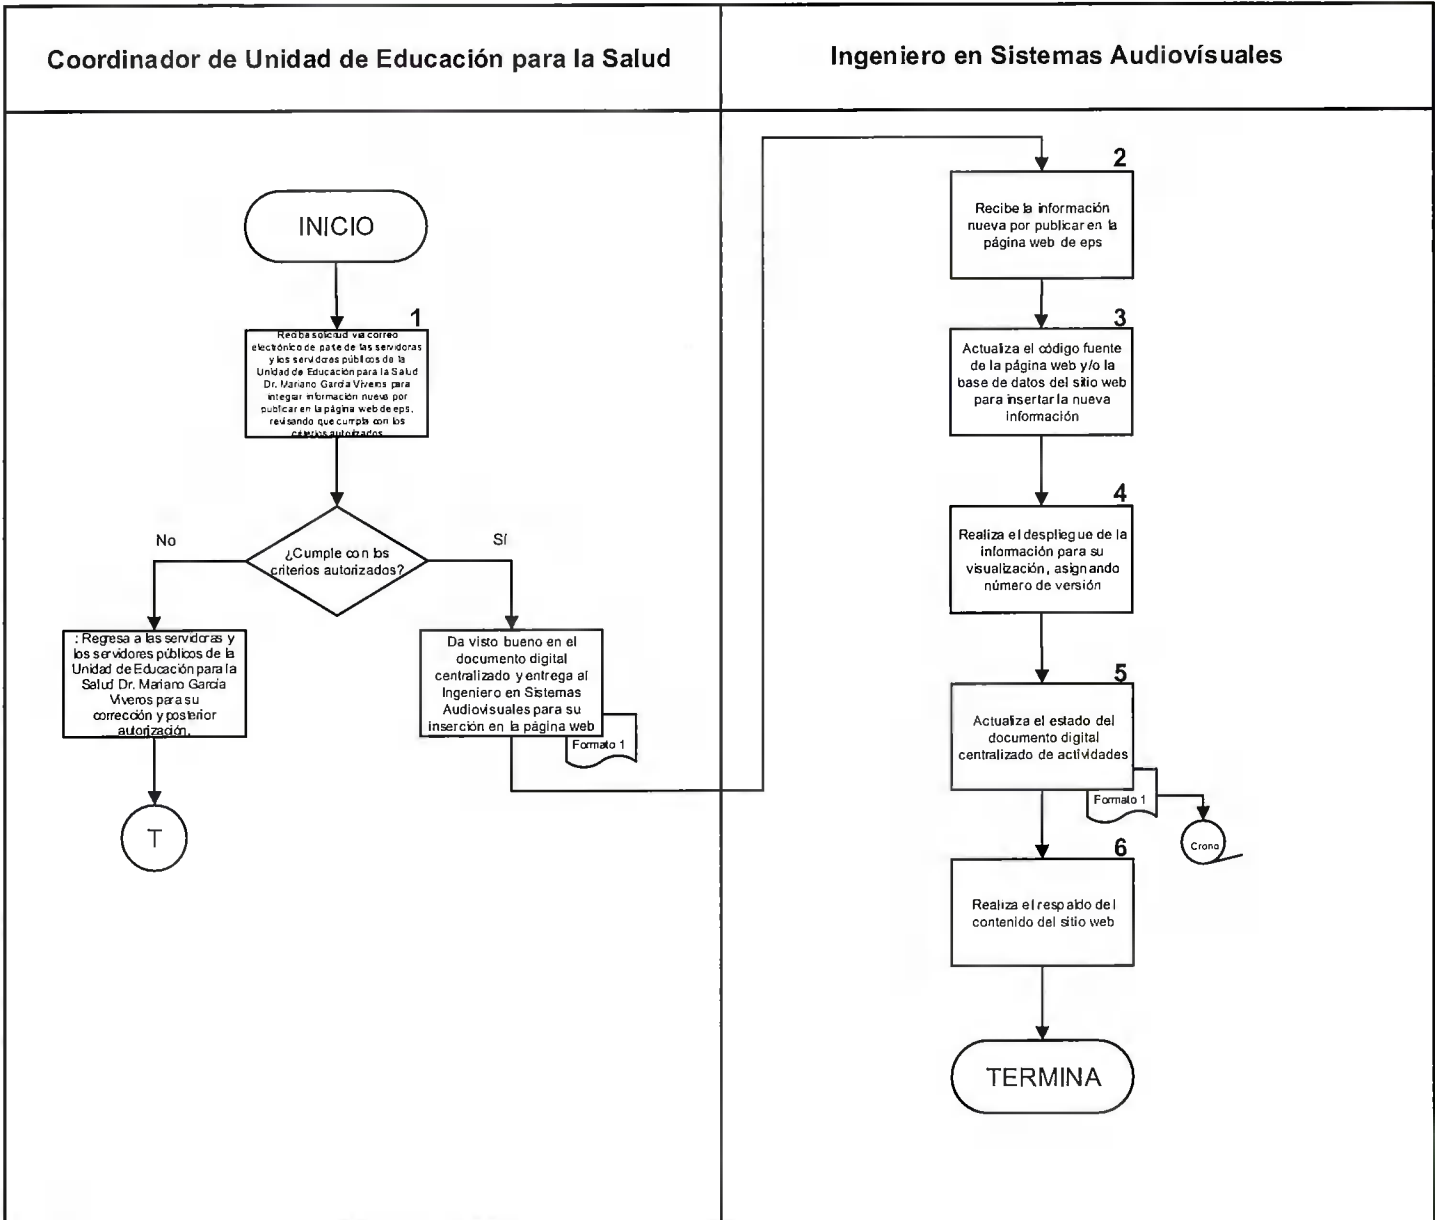 Coordinador de Unidad de Educación para la Salud
Ingeniero en Sistemas Audiovísuales
INICIO
1
Reciba solicitud via correo
electrónico de parte de las servidoras
y los servidores públicos de la
Unidad de Educación para la Salud
Dr. Mariano García Viveros para
integrar información nueva por
publicar en la página web de eps,
revisando que cumpla con los
criterios autorizados
¿Cumple con los
criterios autorizados?
No
Sí
: Regresa a las servidoras y
los servidores públicos de la
Unidad de Educación para la
Salud Dr. Mariano García
Viveros para su
corrección y posterior
autorización.
T
Da visto bueno en el
documento digital
centralizado y entrega al
Ingeniero en Sistemas
Audiovisuales para su
inserción en la página web
Formato 1
2
Recibe la información
nueva por publicar en la
página web de eps
3
Actualiza el código fuente
de la página web y/o la
base de datos del sitio web
para insertar la nueva
información
4
Realiza el despliegue de la
información para su
visualización, asignando
número de versión
5
Actualiza el estado del
documento digital
centralizado de actividades
Formato 1
Crono
6
Realiza el respaldo del
contenido del sitio web
TERMINA